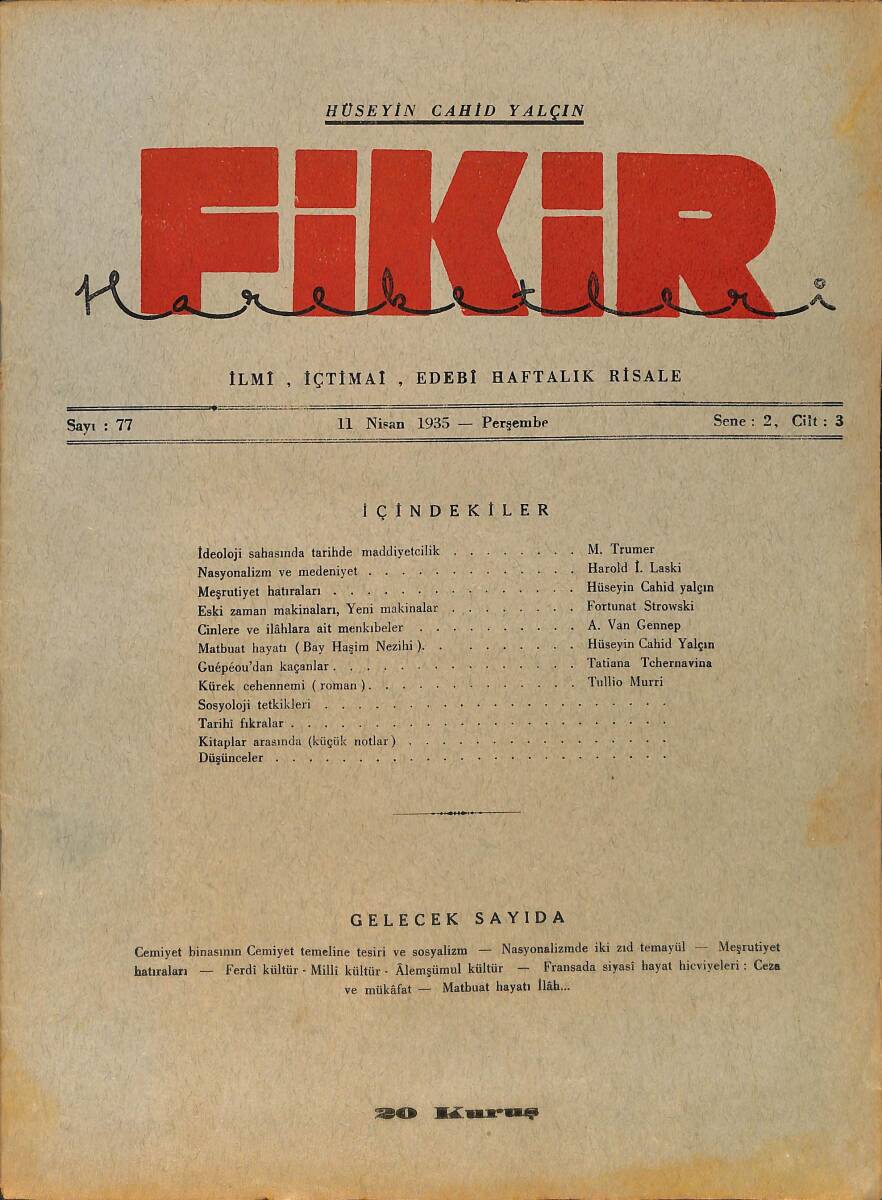 HÜSEYİN CAHİD YALÇIN
FİKİR
Hareketleri
İLMÎ , İÇTİMAÎ , EDEBÎ HAFTALIK RİSALE
Sayı : 77 11 Nisan 1935 — Perşembe Sene : 2, Cilt : 3
İÇİNDEKİLER
İdeoloji sahasında tarihde maddiyetcilik . . . . . . . . M. Trumer
Nasyonalizm ve medeniyet . . . . . . . . . . . . . Harold İ. Laski
Meşrutiyet hatıraları . . . . . . . . . . . . . . . Hüseyin Cahid yalçın
Eski zaman makinaları, Yeni makinalar . . . . . . . . Fortunat Strowski
Cinlere ve ilâhlara ait menkıbeler . . . . . . . . . . A. Van Gennep
Matbuat hayatı ( Bay Haşim Nezihi ). . . . . . . . . Hüseyin Cahid Yalçın
Guépéou'dan kaçanlar . . . . . . . . . . . . . . . Tatiana Tchernavina
Kürek cehennemi ( roman ) . . . . . . . . . . . . . Tullio Murri
Sosyoloji tetkikleri . . . . . . . . . . . . . . . . . . . . .
Tarihî fıkralar . . . . . . . . . . . . . . . . . . . . . . .
Kitaplar arasında (küçük notlar ) . . . . . . . . . . . . . . . .
Düşünceler . . . . . . . . . . . . . . . . . . . . . . . .
GELECEK SAYIDA
Cemiyet binasının Cemiyet temeline tesiri ve sosyalizm — Nasyonalizmde iki zıd temayül — Meşrutiyet
hatıraları — Ferdî kültür - Millî kültür - Âlemşümul kültür — Fransada siyasî hayat hicviyeleri : Ceza
ve mükâfat — Matbuat hayatı İlâh...
20 Kuruş